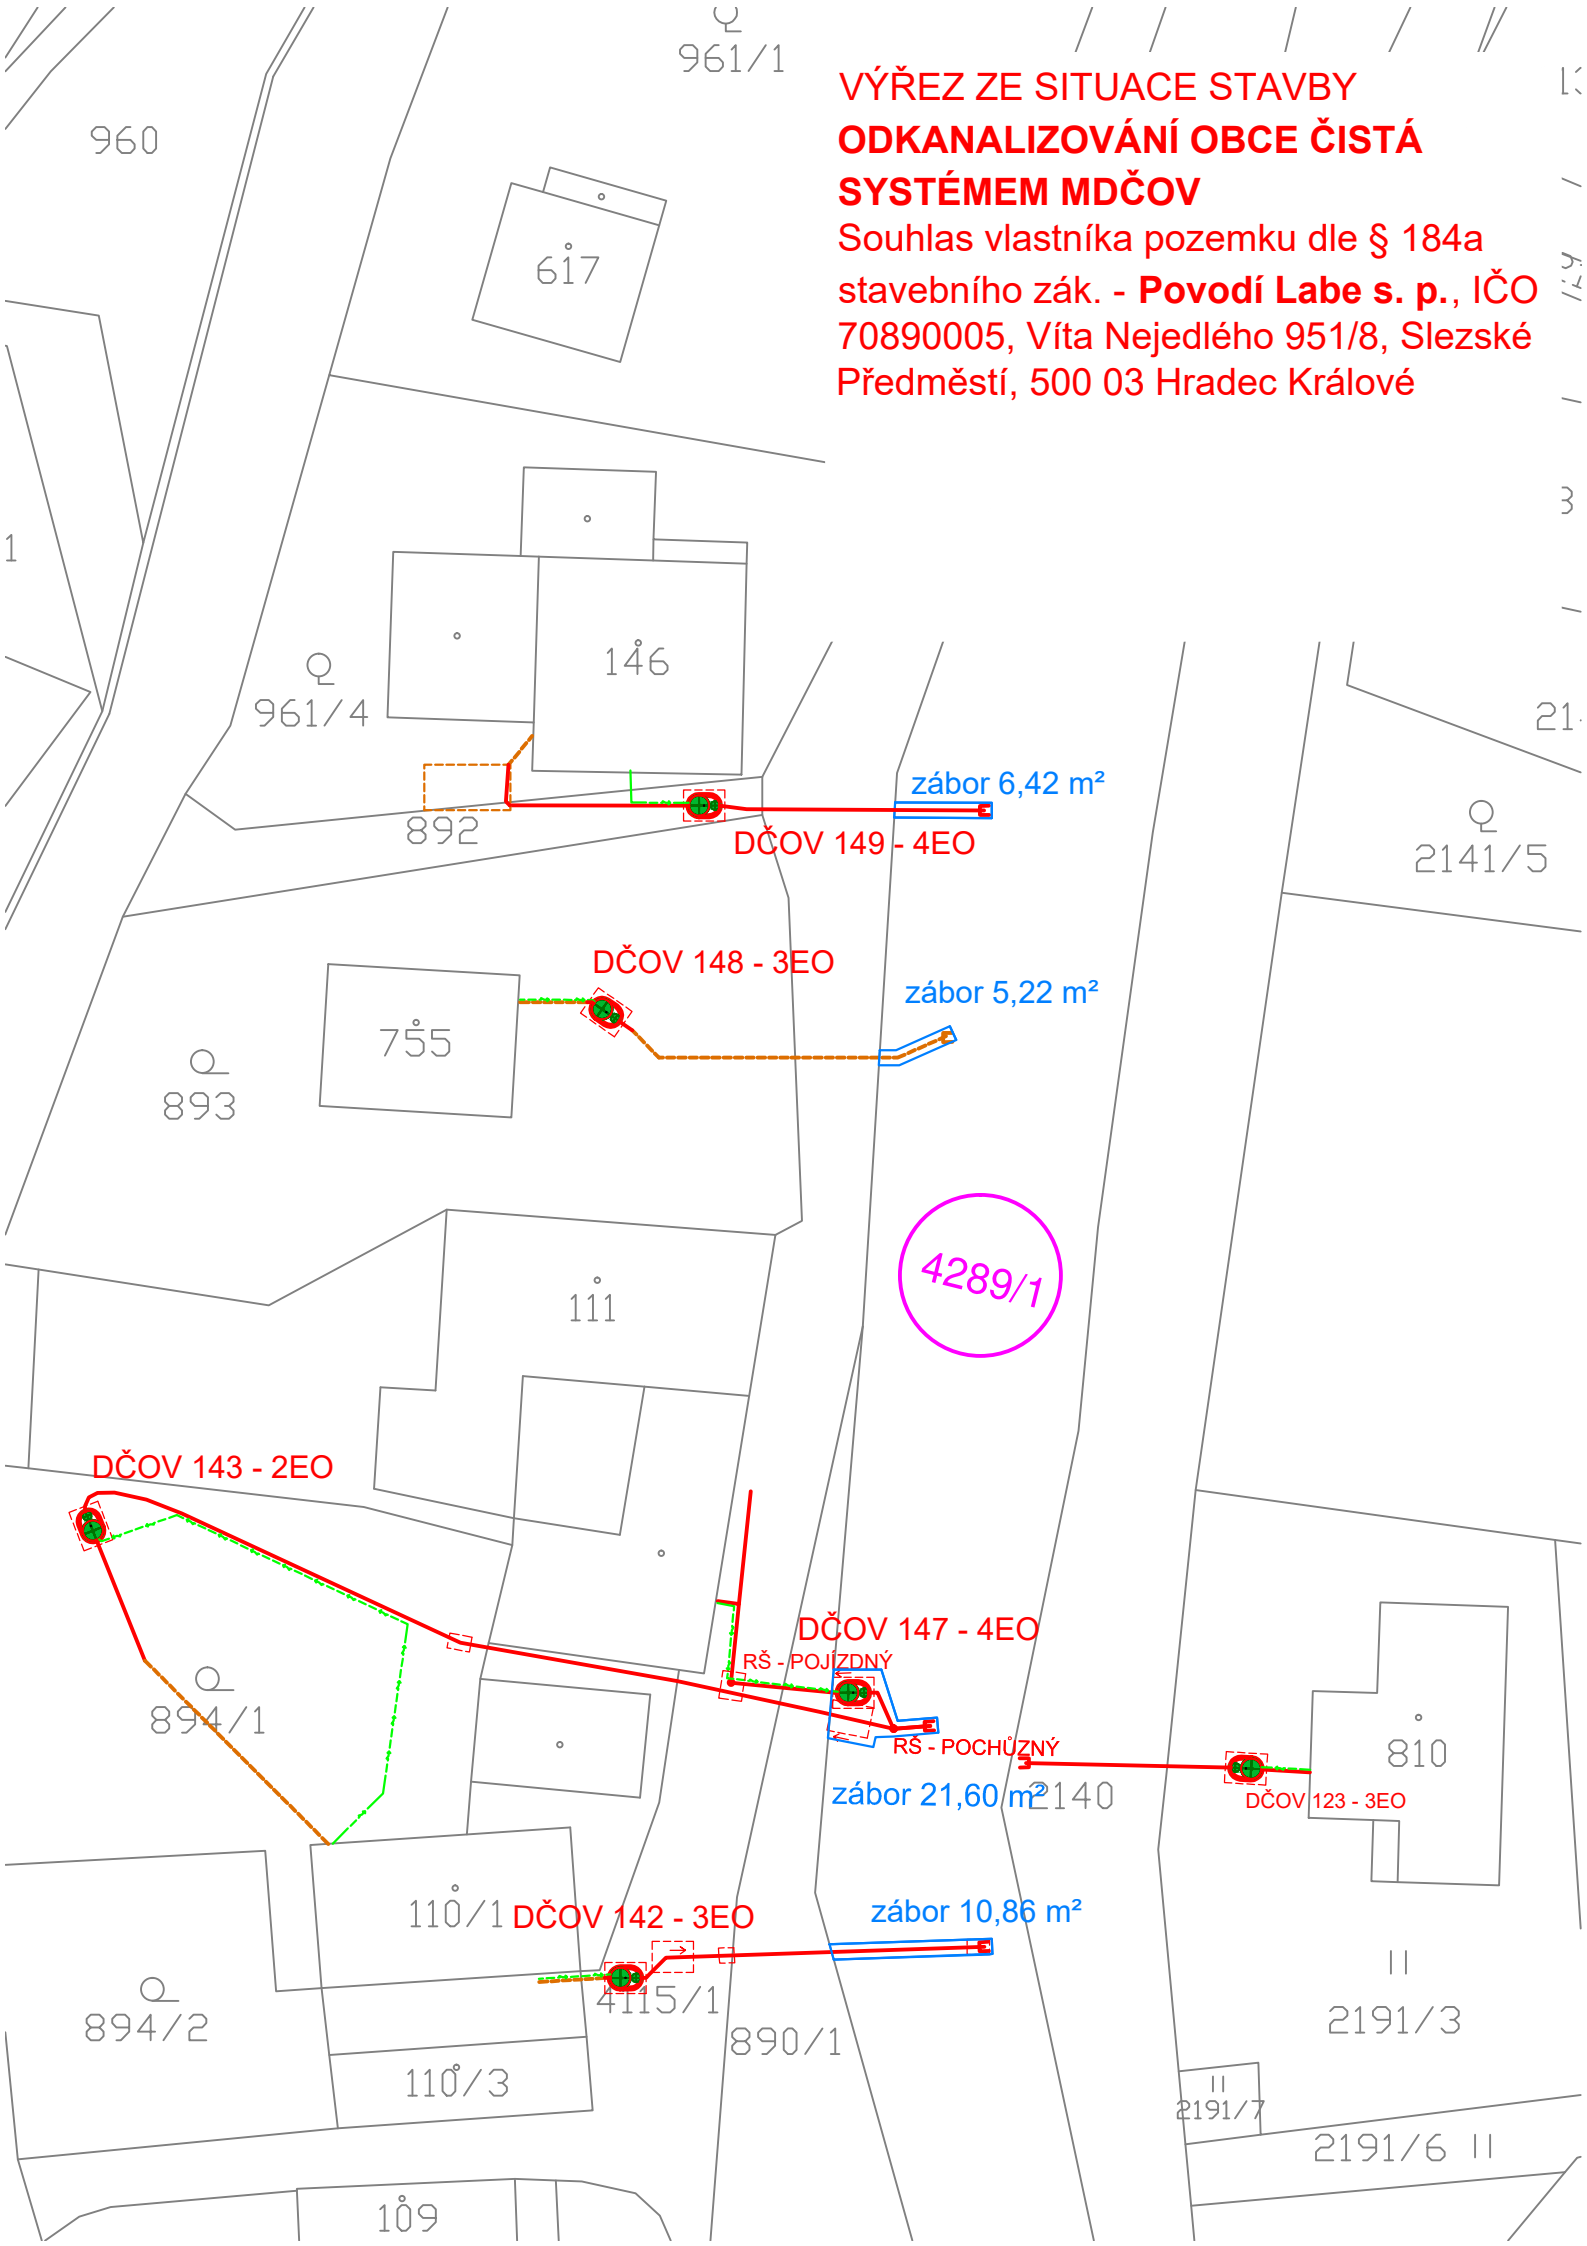 961/1
VÝŘEZ ZE SITUACE STAVBY
960
ODKANALIZOVÁNÍ OBCE ČISTÁ
SYSTÉMEM MDČOV
Souhlas vlastníka pozemku dle § 184a
617
stavebního zák. - Povodí Labe s. p., IČO
70890005, Víta Nejedlého 951/8, Slezské
Předměstí, 500 03 Hradec Králové
146
961/4
zábor 6,42 m²
892
DČOV 149 - 4EO
2141/5
DČOV 148 - 3EO
zábor 5,22 m²
755
893
4289/1
111
DČOV 143 - 2EO
DČOV 147 - 4EO
RŠ - POJÍZDNÝ
894/1
RŠ - POCHŮZNÝ
810
zábor 21,60 m²
2140
DČOV 123 - 3EO
110/1
DČOV 142 - 3EO
zábor 10,86 m²
4115/1
894/2
2191/3
890/1
110/3
2191/7
2191/6
109